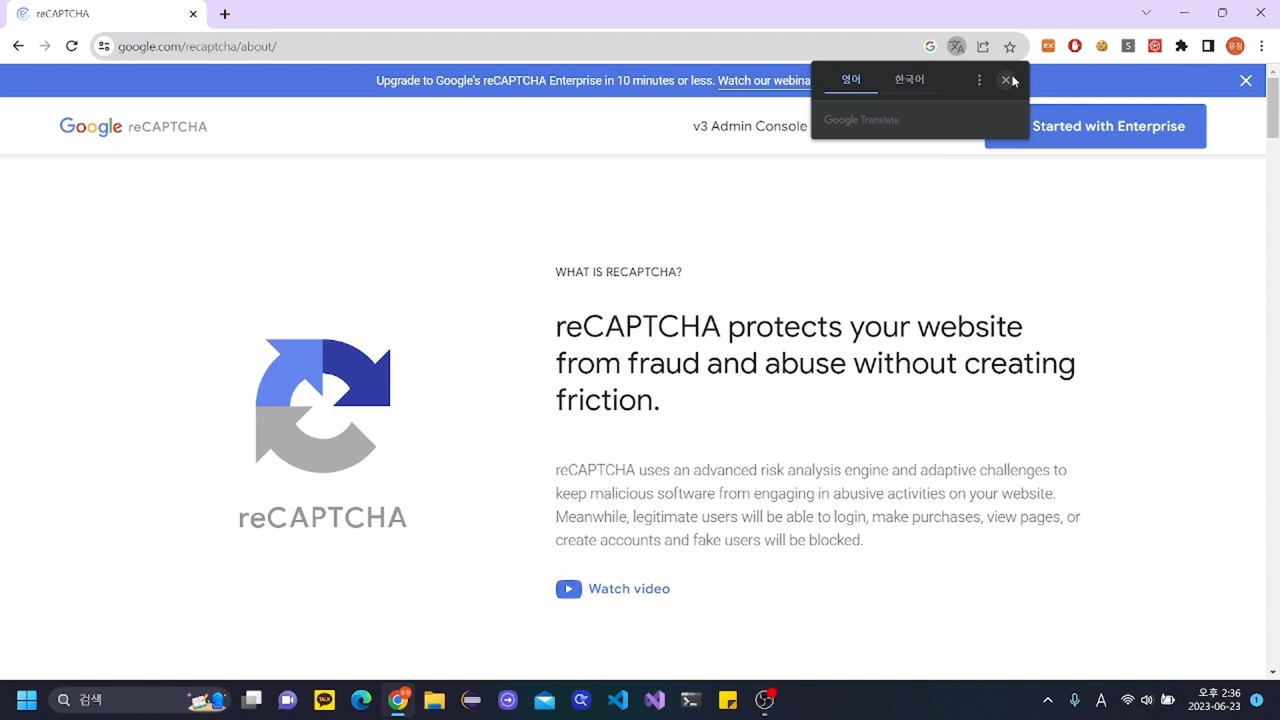 reCAPTCHA
google.com/recaptcha/about/
Upgrade to Google's reCAPTCHA Enterprise in 10 minutes or less. Watch our webina
영어 한국어
Google Translate
Google reCAPTCHA
v3 Admin Console
Started with Enterprise
WHAT IS RECAPTCHA?
reCAPTCHA protects your website
from fraud and abuse without creating
friction.
reCAPTCHA uses an advanced risk analysis engine and adaptive challenges to
keep malicious software from engaging in abusive activities on your website.
Meanwhile, legitimate users will be able to login, make purchases, view pages, or
create accounts and fake users will be blocked.
Watch video
reCAPTCHA
검색
TALK
A
오후 2:36
2023-06-23